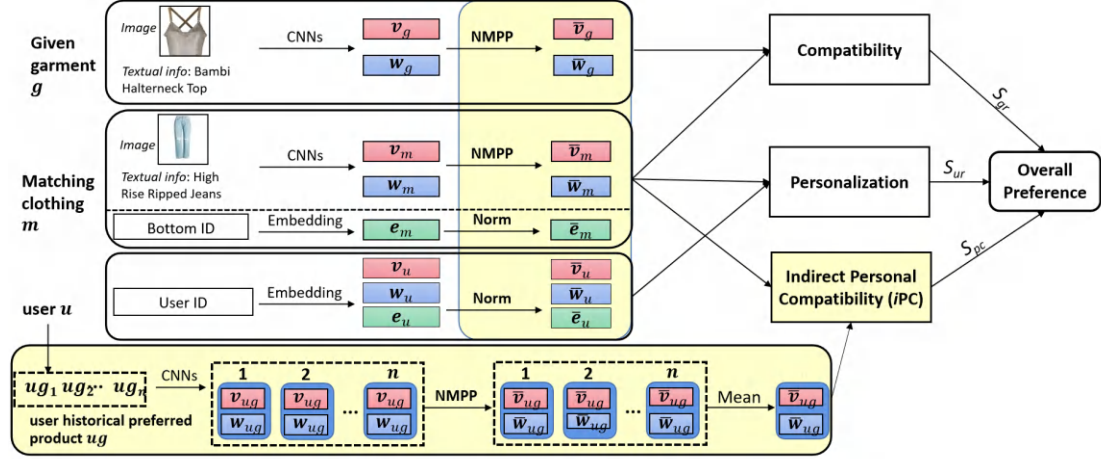 Given garment g
Image
Textual info: Bambi Halterneck Top
CNNs
v_g
w_g
NMPP
v̅_g
w̅_g
Compatibility
S_gr
Matching clothing m
Image
Textual info: High Rise Ripped Jeans
CNNs
v_m
w_m
NMPP
v̅_m
w̅_m
Bottom ID
Embedding
e_m
Norm
e̅_m
Personalization
S_ur
Overall Preference
User ID
Embedding
v_u
w_u
e_u
Norm
v̅_u
w̅_u
e̅_u
Indirect Personal Compatibility (iPC)
S_pc
user u
ug_1 ug_2·· ug_n
user historical preferred product ug
CNNs
1 2 n
v_ug v_ug ... v_ug
w_ug w_ug w_ug
NMPP
1 2 n
v̅_ug v̅_ug ... v̅_ug
w̅_ug w̅_ug w̅_ug
Mean
v̅_ug
w̅_ug